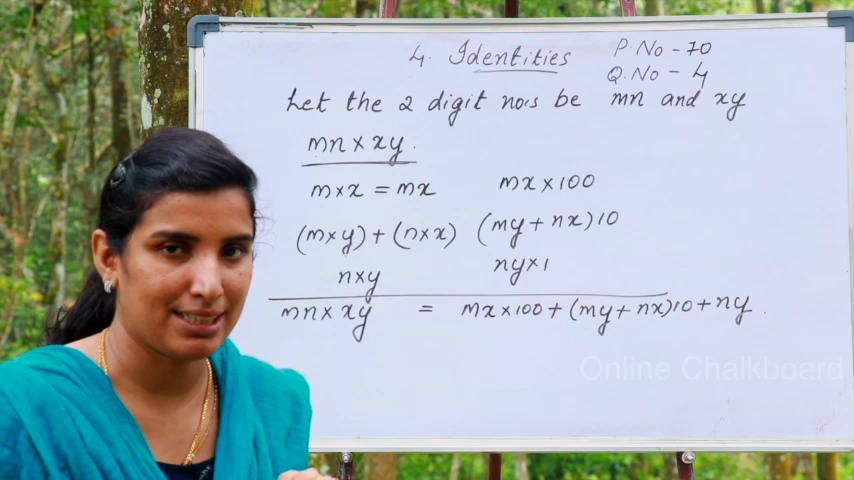 4. Identities P.No - 70
Q.No - 4
Let the 2 digit nos be mn and xy
mn × xy.
m×x = mx mx×100
(m×y)+(n×x) (my+nx)10
n×y ny×1
mn× xy = mx×100+(my+nx)10+ny.
Online Chalkboard